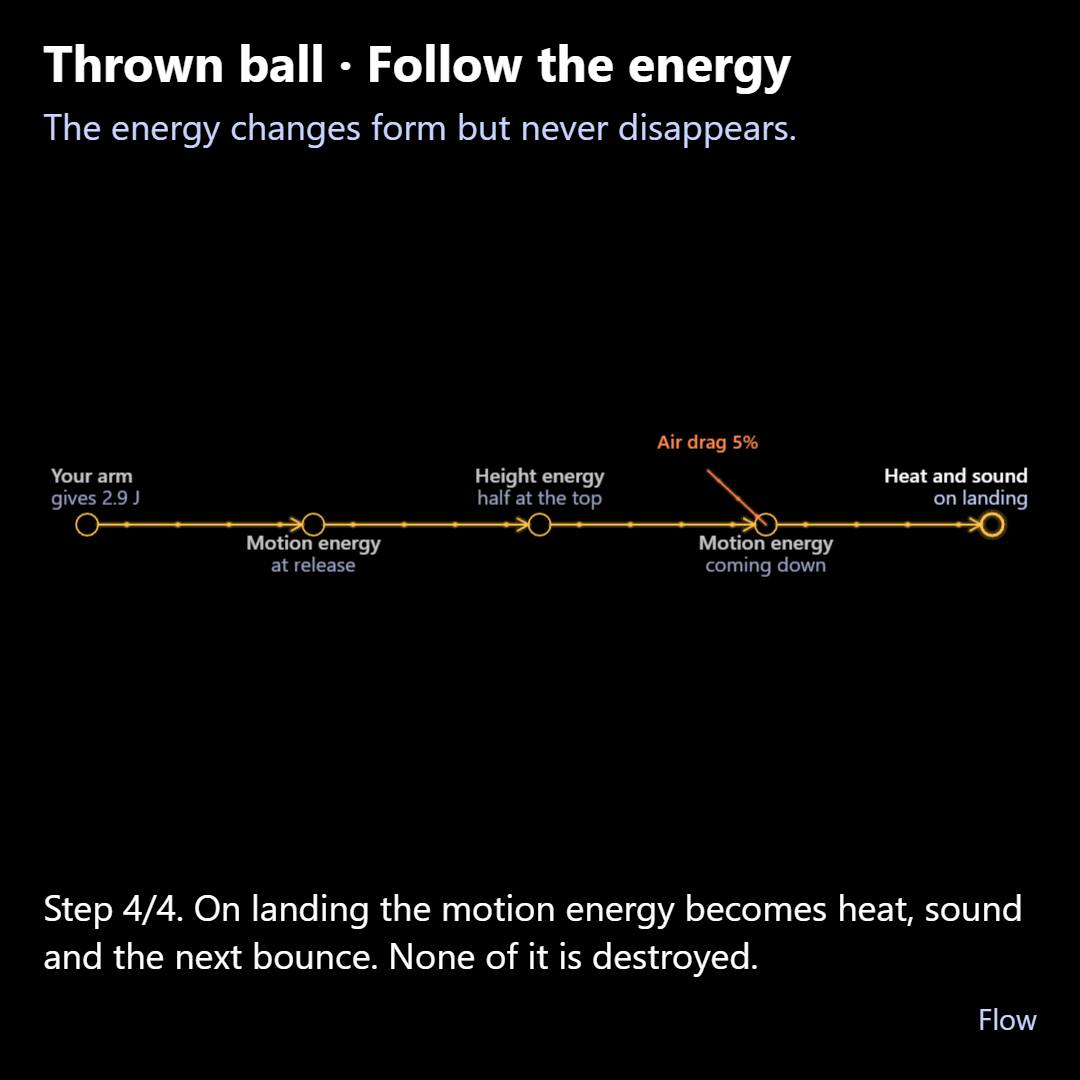 Thrown ball · Follow the energy
The energy changes form but never disappears.
Air drag 5%
Your arm
gives 2.9 J
Height energy
half at the top
Heat and sound
on landing
Motion energy
at release
Motion energy
coming down
Step 4/4. On landing the motion energy becomes heat, sound
and the next bounce. None of it is destroyed.
Flow